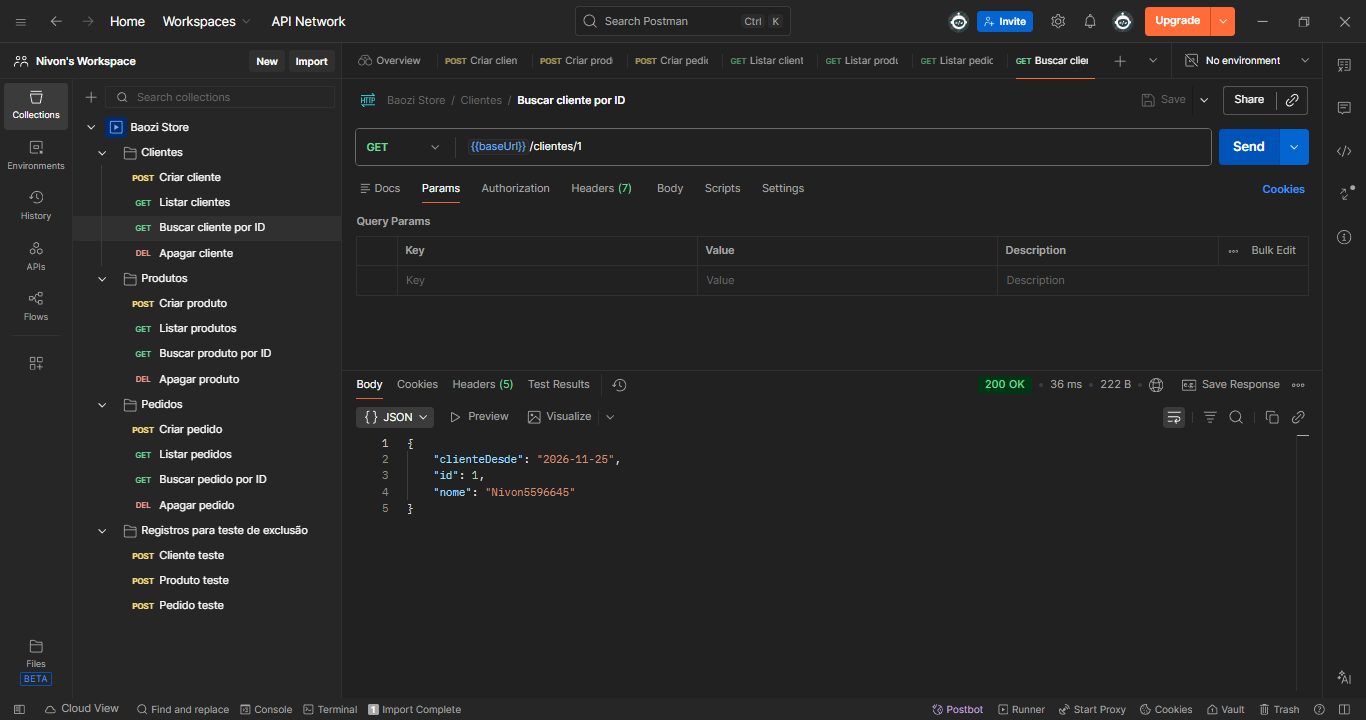 Home Workspaces API Network Search Postman Ctrl K Invite Upgrade
Nivon's Workspace New Import
Overview POST Criar clien POST Criar prod POST Criar pedic GET Listar client GET Listar produ GET Listar pedic GET Buscar clier No environment
Search collections
Collections
Environments
History
APIs
Flows
Files
BETA
Baozi Store
Clientes
POST Criar cliente
GET Listar clientes
GET Buscar cliente por ID
DEL Apagar cliente
Produtos
POST Criar produto
GET Listar produtos
GET Buscar produto por ID
DEL Apagar produto
Pedidos
POST Criar pedido
GET Listar pedidos
GET Buscar pedido por ID
DEL Apagar pedido
Registros para teste de exclusão
POST Cliente teste
POST Produto teste
POST Pedido teste
HTTP Baozi Store / Clientes / Buscar cliente por ID Save Share
GET {{baseUrl}} /clientes/1 Send
Docs Params Authorization Headers (7) Body Scripts Settings Cookies
Query Params
Key Value Description Bulk Edit
Key Value Description
Body Cookies Headers (5) Test Results 200 OK 36 ms 222 B e.g. Save Response
{ } JSON Preview Visualize
1 {
2 "clienteDesde": "2026-11-25",
3 "id": 1,
4 "nome": "Nivon5596645"
5 }
AI
Cloud View Find and replace Console Terminal 1 Import Complete Postbot Runner Start Proxy Cookies Vault Trash